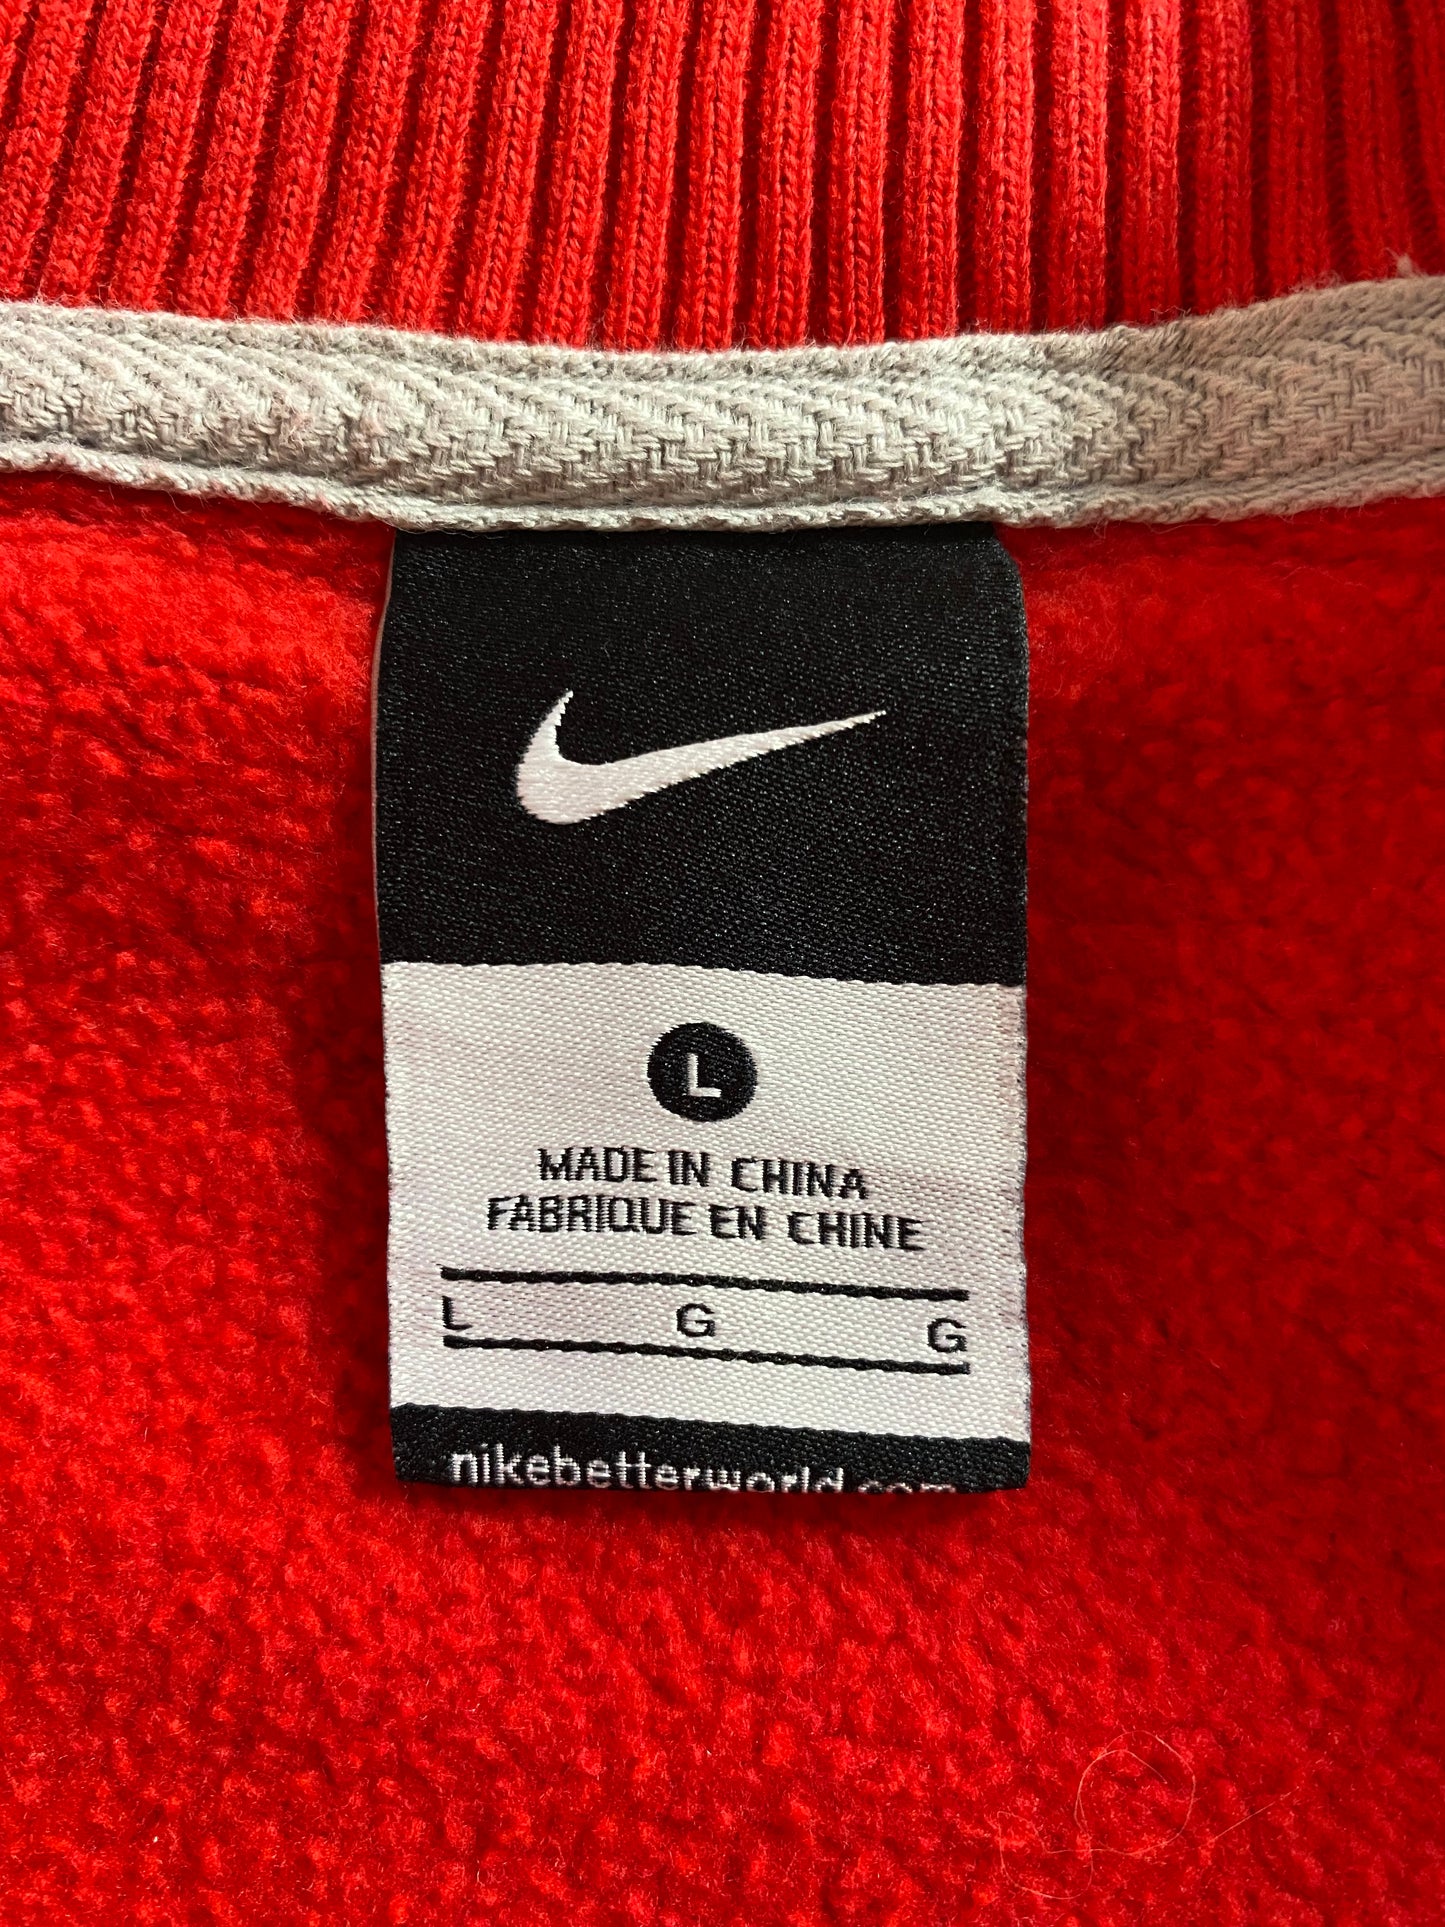 L
MADE IN CHINA
FABRIQUE EN CHINE
L G G
nikebetterworld.com